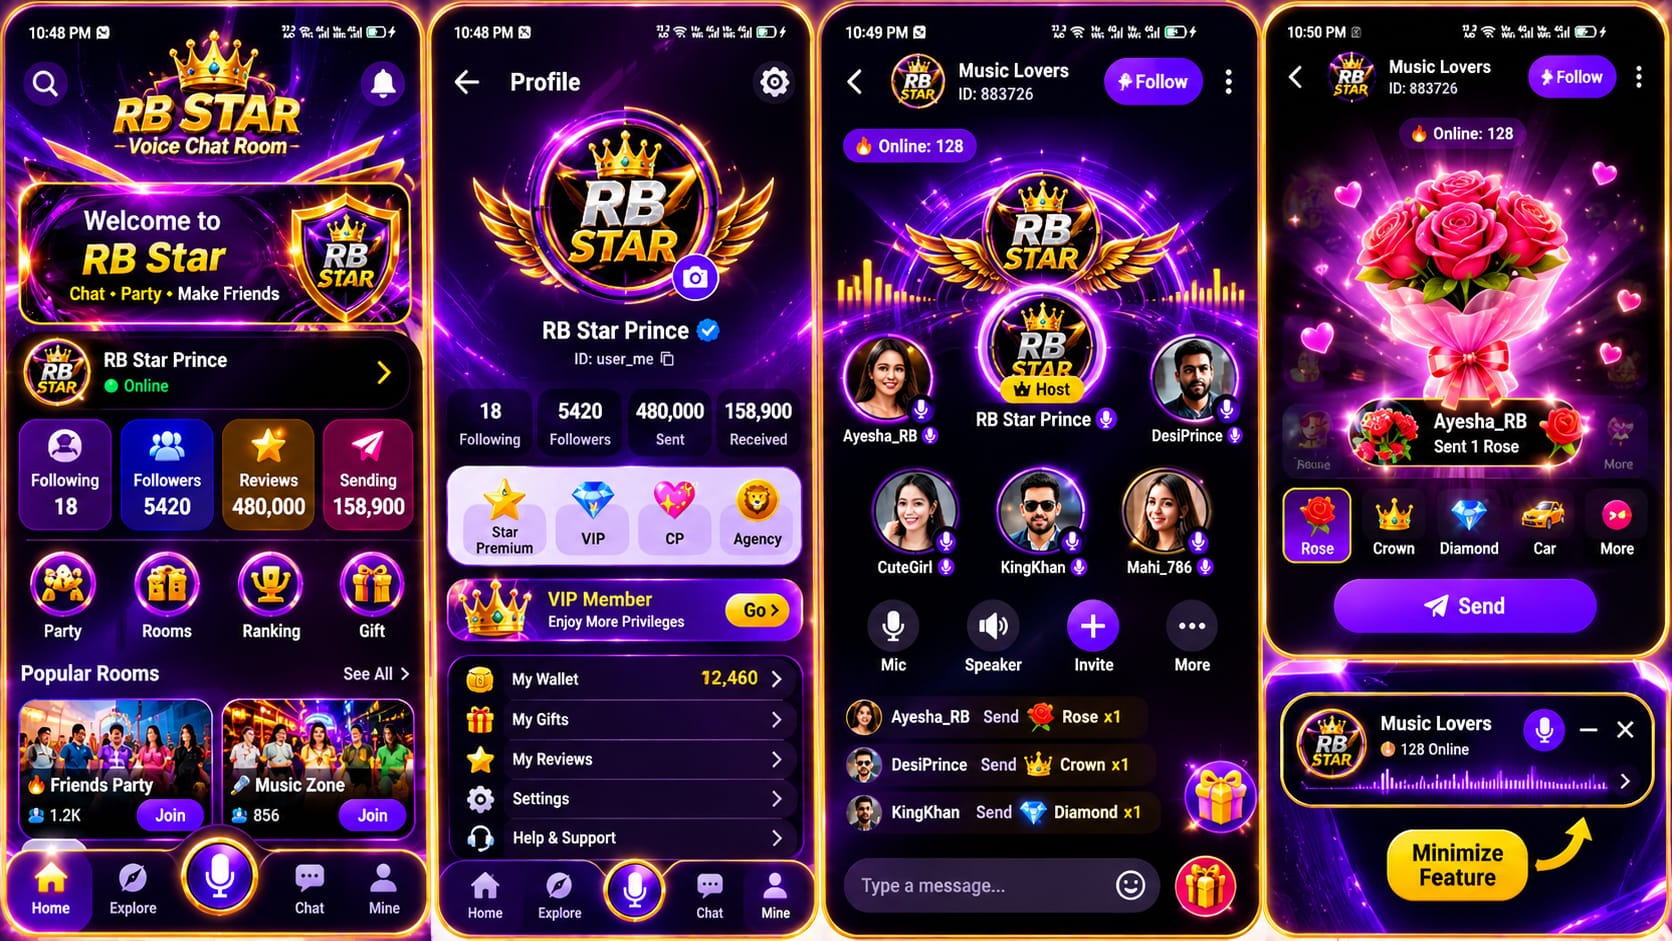 10:48 PM
RB STAR
Voice Chat Room
Welcome to
RB Star
Chat • Party • Make Friends
RB
STAR
RB
STAR
RB Star Prince
Online
Following
18
Followers
5420
Reviews
480,000
Sending
158,900
Party
Rooms
Ranking
Gift
Popular Rooms
See All
Friends Party
1.2K
Join
Music Zone
856
Join
Home
Explore
Chat
Mine
10:48 PM
Profile
RB
STAR
RB Star Prince
ID: user_me
18
Following
5420
Followers
480,000
Sent
158,900
Received
Star
Premium
VIP
CP
Agency
VIP Member
Enjoy More Privileges
Go
My Wallet
12,460
My Gifts
My Reviews
Settings
Help & Support
Home
Explore
Chat
Mine
10:49 PM
RB
STAR
Music Lovers
ID: 883726
Follow
Online: 128
RB
STAR
RB
STAR
Host
RB Star Prince
Ayesha_RB
DesiPrince
CuteGirl
KingKhan
Mahi_786
Mic
Speaker
Invite
More
Ayesha_RB Send Rose x1
DesiPrince Send Crown x1
KingKhan Send Diamond x1
Type a message...
10:50 PM
RB
STAR
Music Lovers
ID: 883726
Follow
Online: 128
Ayesha_RB
Sent 1 Rose
More
Rose
Crown
Diamond
Car
More
Send
RB
STAR
Music Lovers
128 Online
Minimize
Feature